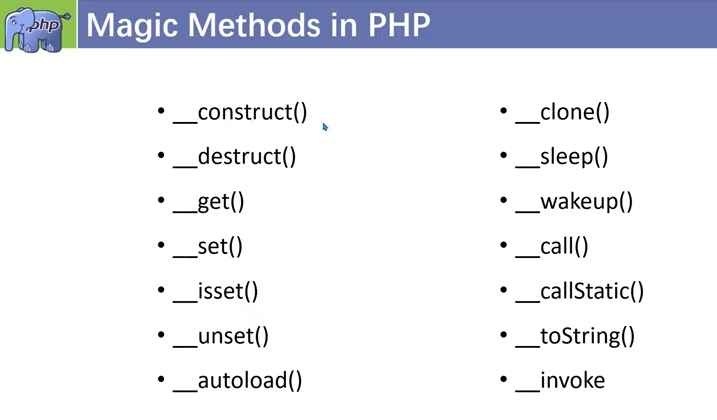 php
Magic Methods in PHP
• __construct()
• __destruct()
• __get()
• __set()
• __isset()
• __unset()
• __autoload()
• __clone()
• __sleep()
• __wakeup()
• __call()
• __callStatic()
• __toString()
• __invoke